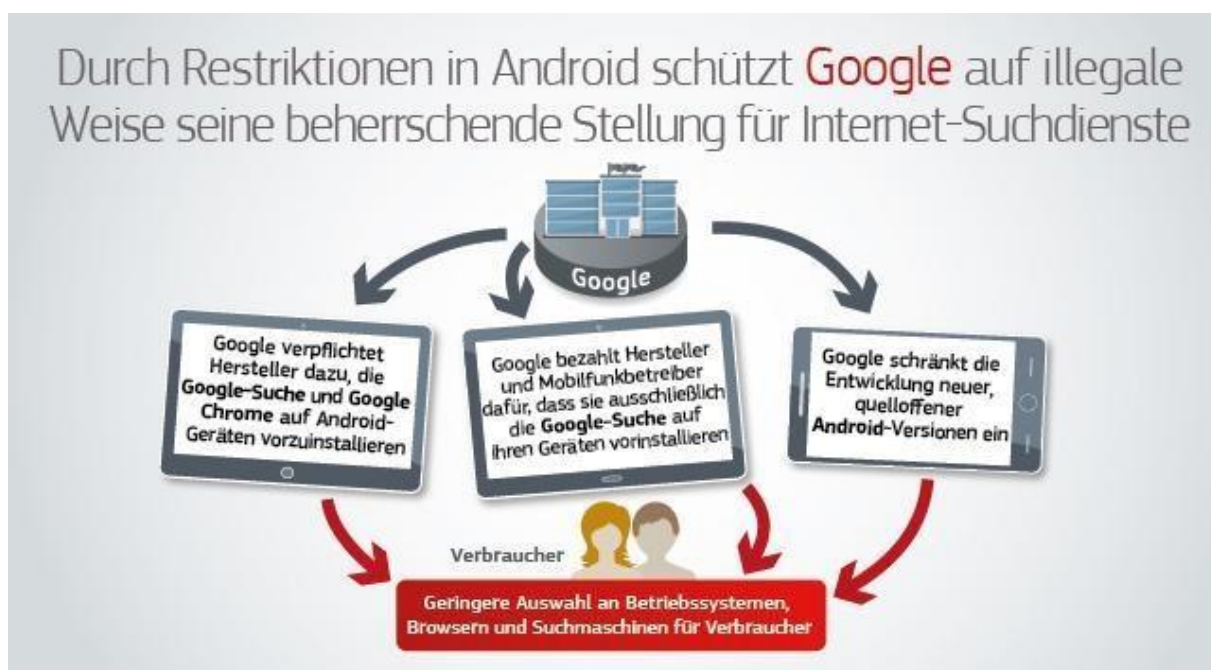 Durch Restriktionen in Android schützt Google auf illegale
Weise seine beherrschende Stellung für Internet-Suchdienste
Google
Google verpflichtet
Hersteller dazu, die
Google-Suche und Google
Chrome auf Android-
Geräten vorzuinstallieren
Google bezahlt Hersteller
und Mobilfunkbetreiber
dafür, dass sie ausschließlich
die Google-Suche auf
ihren Geräten vorinstallieren
Google schränkt die
Entwicklung neuer,
quelloffener
Android-Versionen ein
Verbraucher
Geringere Auswahl an Betriebssystemen,
Browsern und Suchmaschinen für Verbraucher